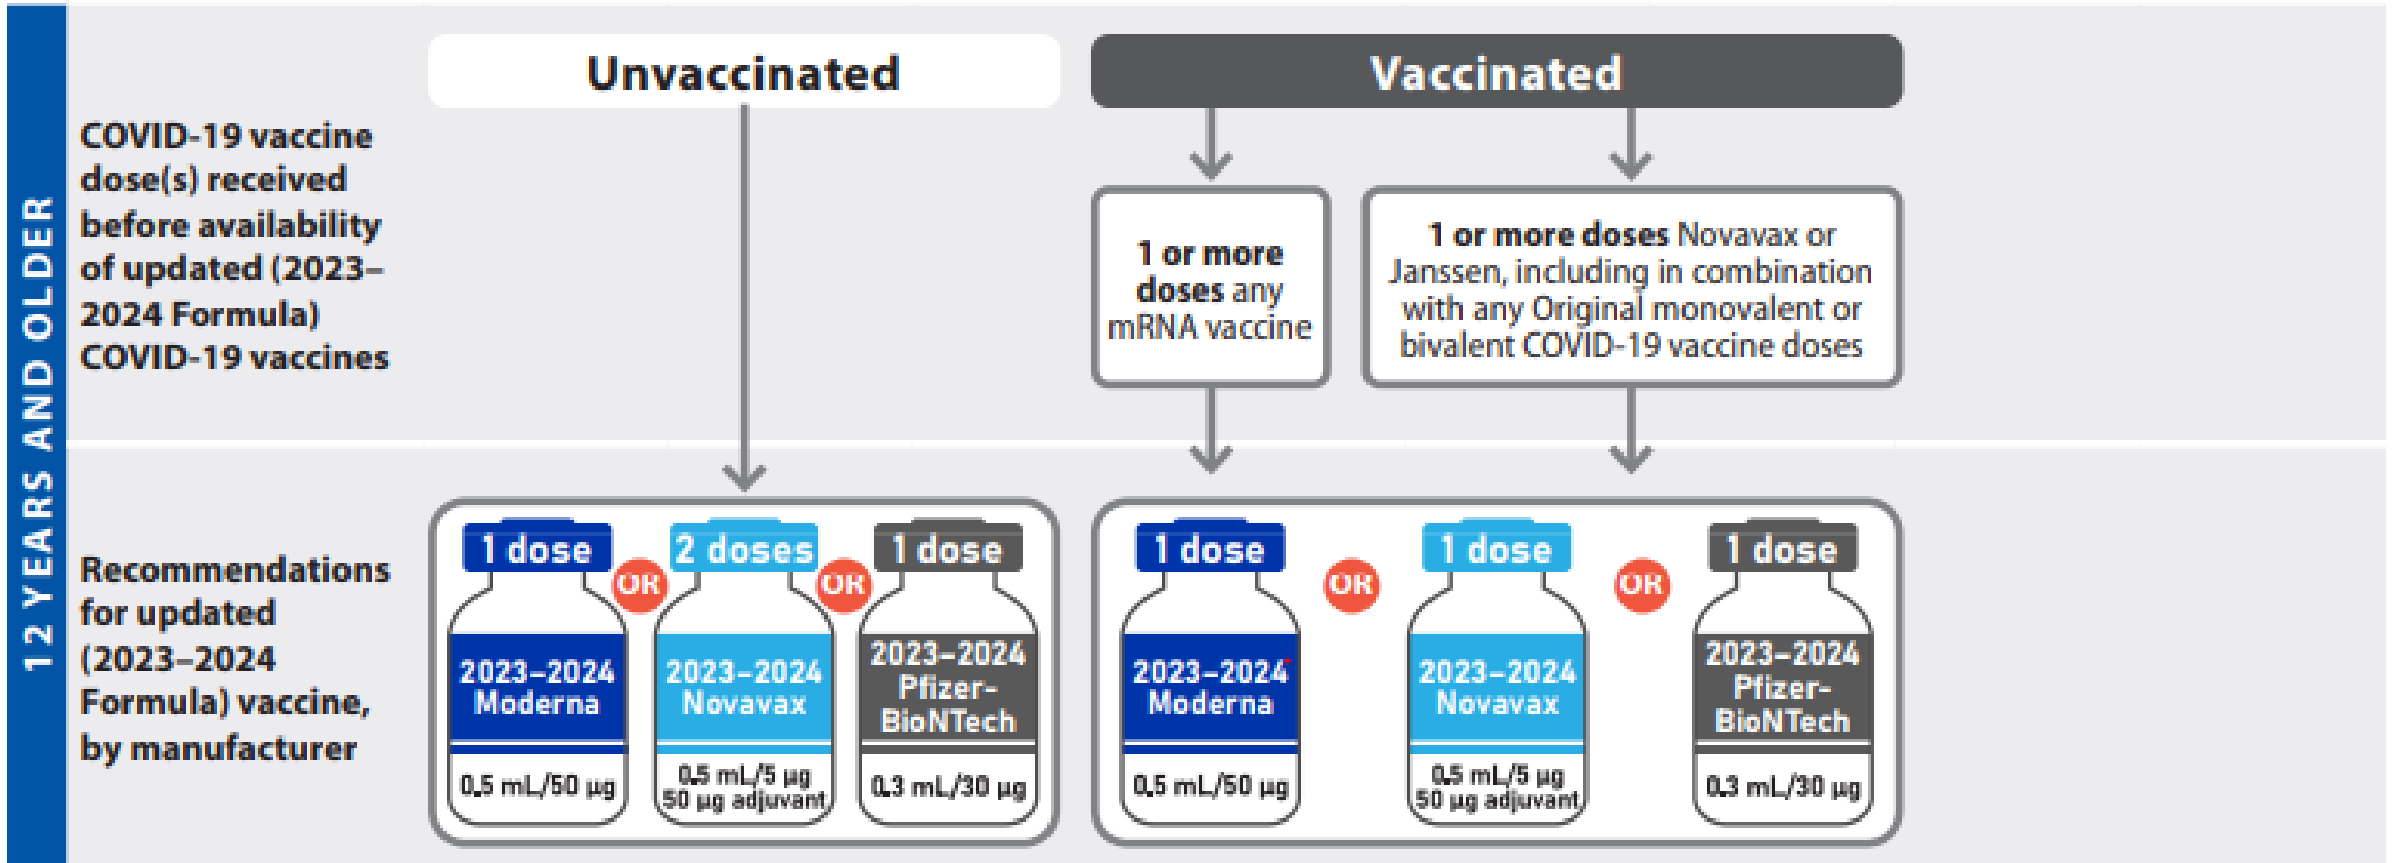 12 YEARS AND OLDER
COVID-19 vaccine
dose(s) received
before availability
of updated (2023–
2024 Formula)
COVID-19 vaccines
Unvaccinated
Vaccinated
1 or more
doses any
mRNA vaccine
1 or more doses Novavax or
Janssen, including in combination
with any Original monovalent or
bivalent COVID-19 vaccine doses
Recommendations
for updated
(2023–2024
Formula) vaccine,
by manufacturer
1 dose
2023–2024
Moderna
0.5 mL/50 µg
OR
2 doses
2023–2024
Novavax
0.5 mL/5 µg
50 µg adjuvant
OR
1 dose
2023–2024
Pfizer-
BioNTech
0.3 mL/30 µg
1 dose
2023–2024
Moderna
0.5 mL/50 µg
OR
1 dose
2023–2024
Novavax
0.5 mL/5 µg
50 µg adjuvant
OR
1 dose
2023–2024
Pfizer-
BioNTech
0.3 mL/30 µg